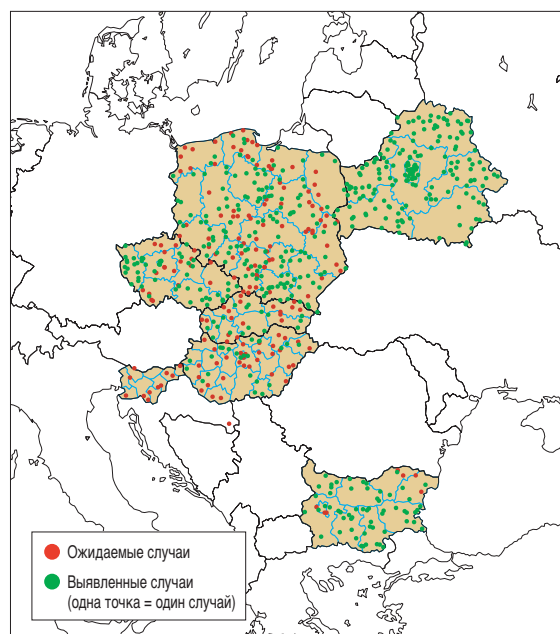 Ожидаемые случаи
Выявленные случаи
(одна точка = один случай)